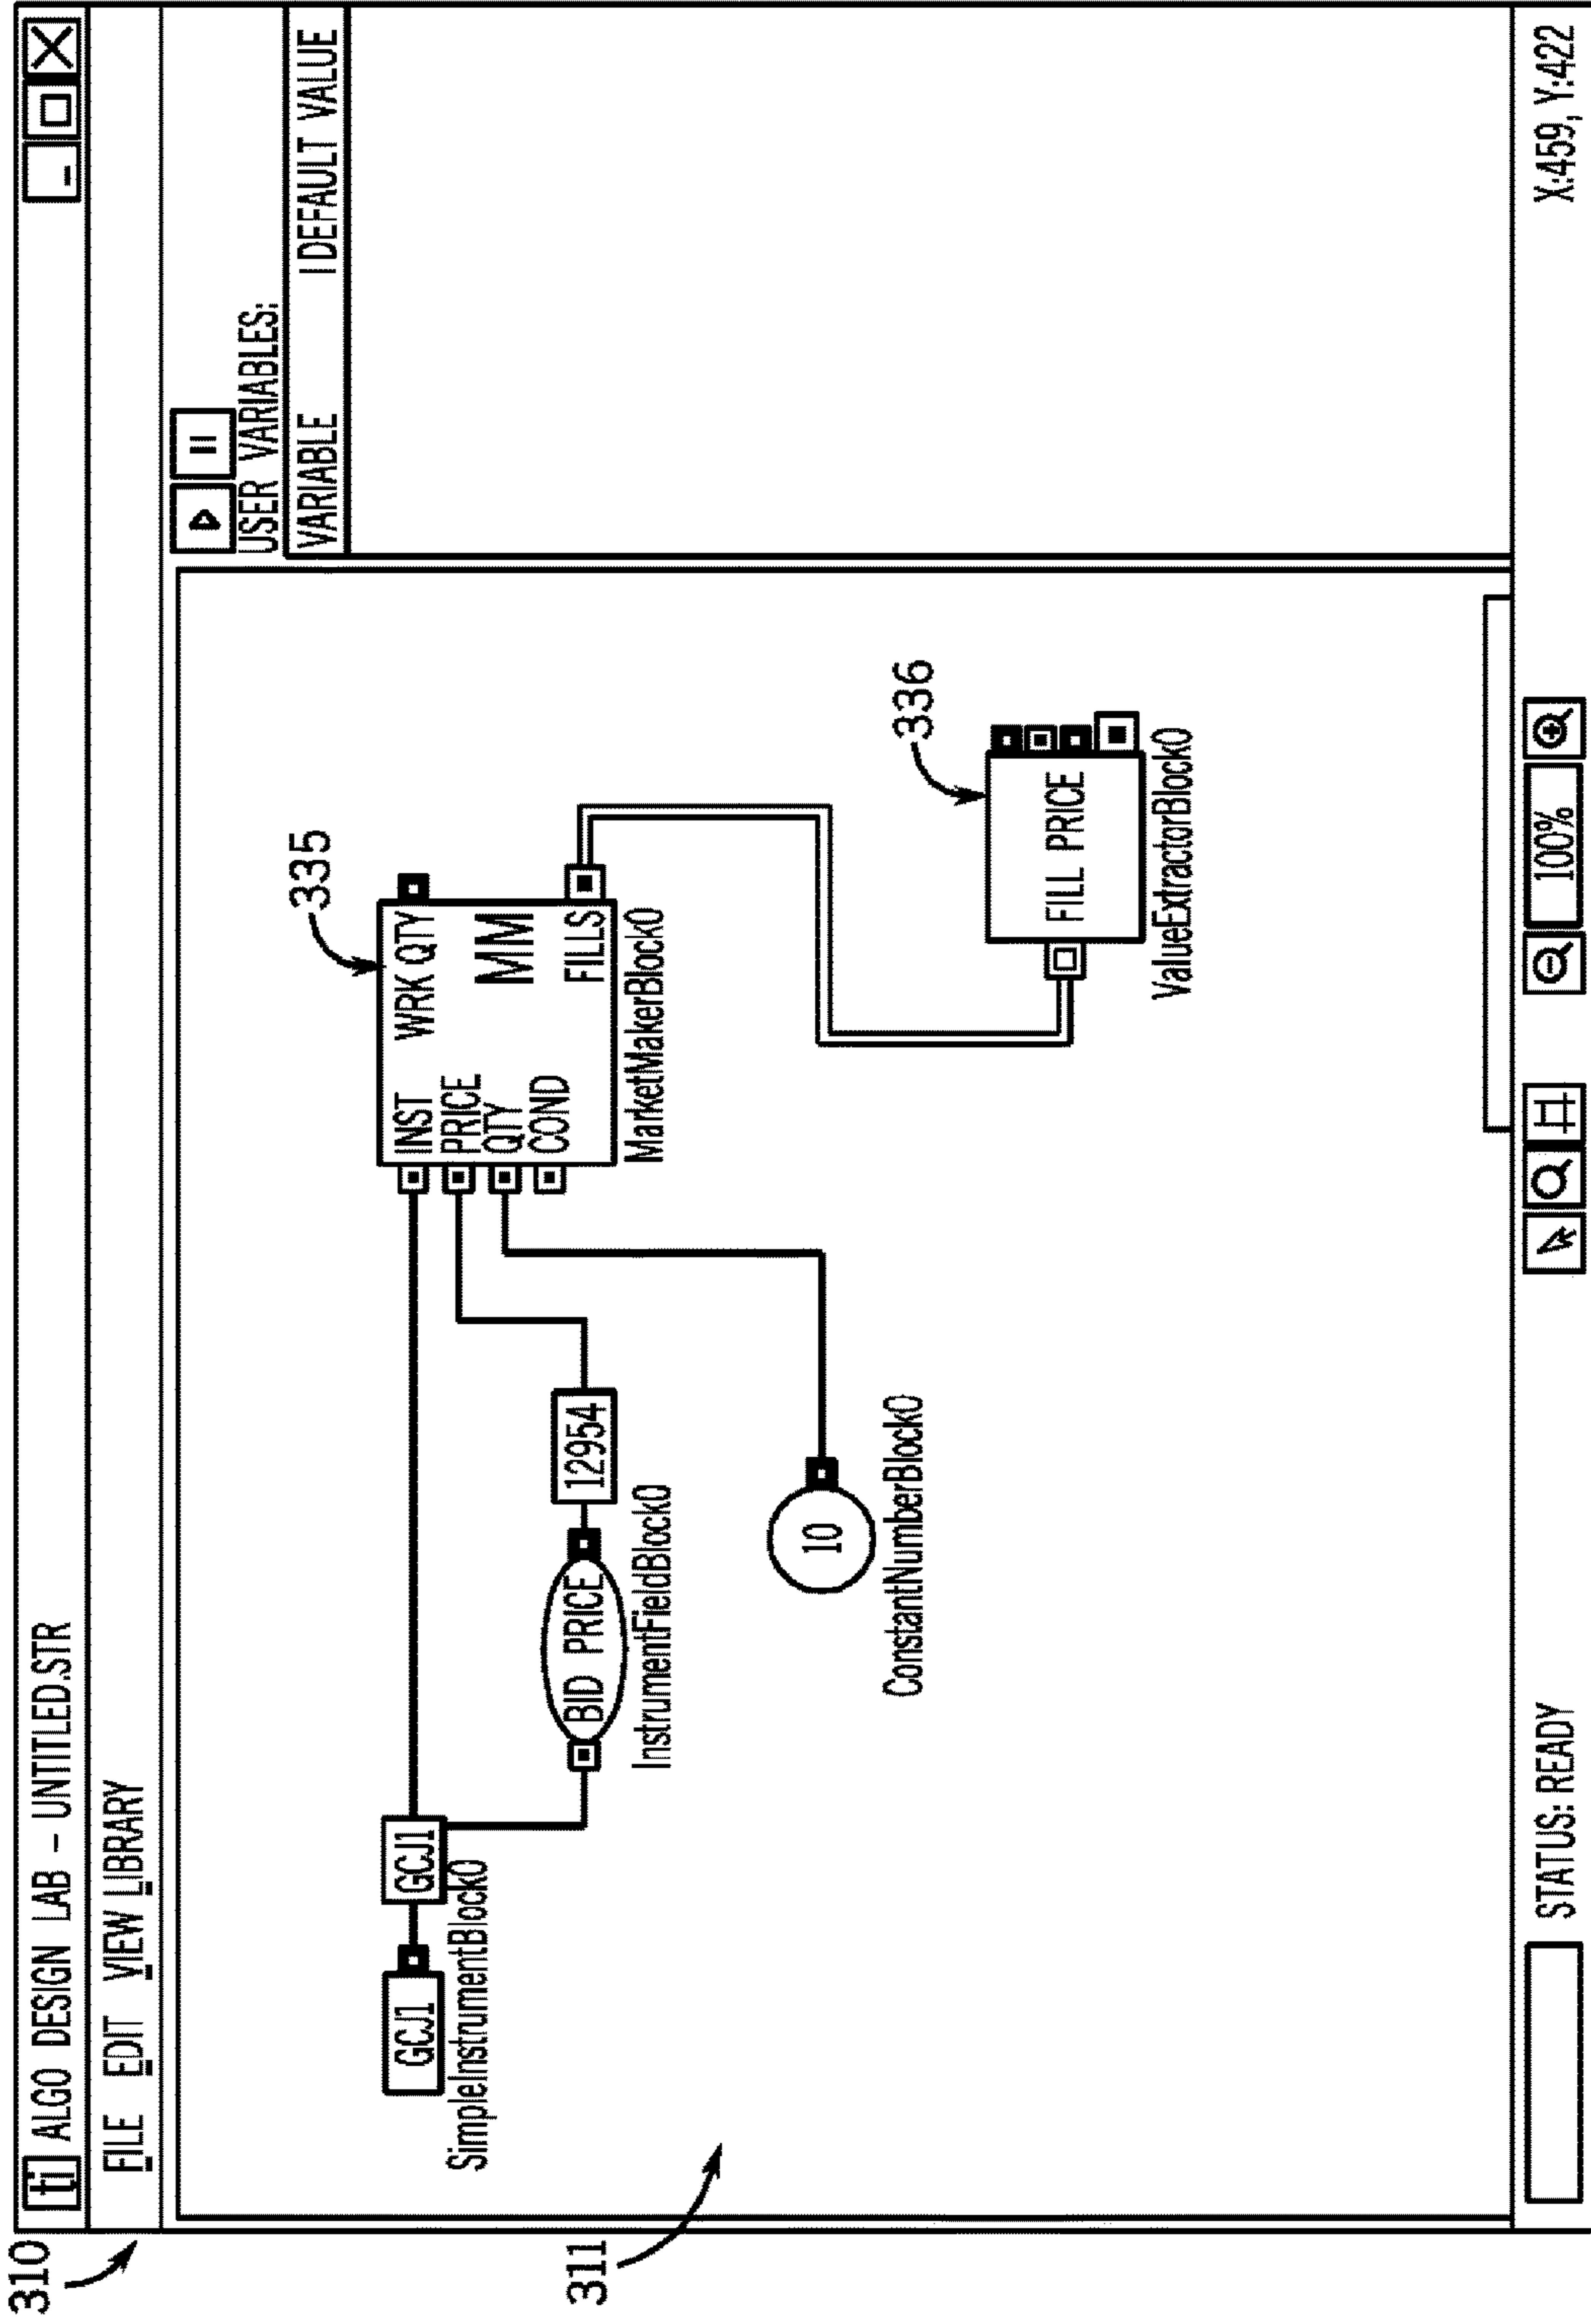 310
ti ALGO DESIGN LAB – UNTITLED.STR
FILE EDIT VIEW LIBRARY
USER VARIABLES:
VARIABLE | DEFAULT VALUE
311
335
GCJ1
GCJ1
SimpleInstrumentBlock0
INST
WRK QTY
PRICE
QTY
MM
COND
FILLS
MarketMakerBlock0
BID PRICE
12954
InstrumentFieldBlock0
10
ConstantNumberBlock0
336
FILL PRICE
ValueExtractorBlock0
STATUS: READY
100%
X:459, Y:422